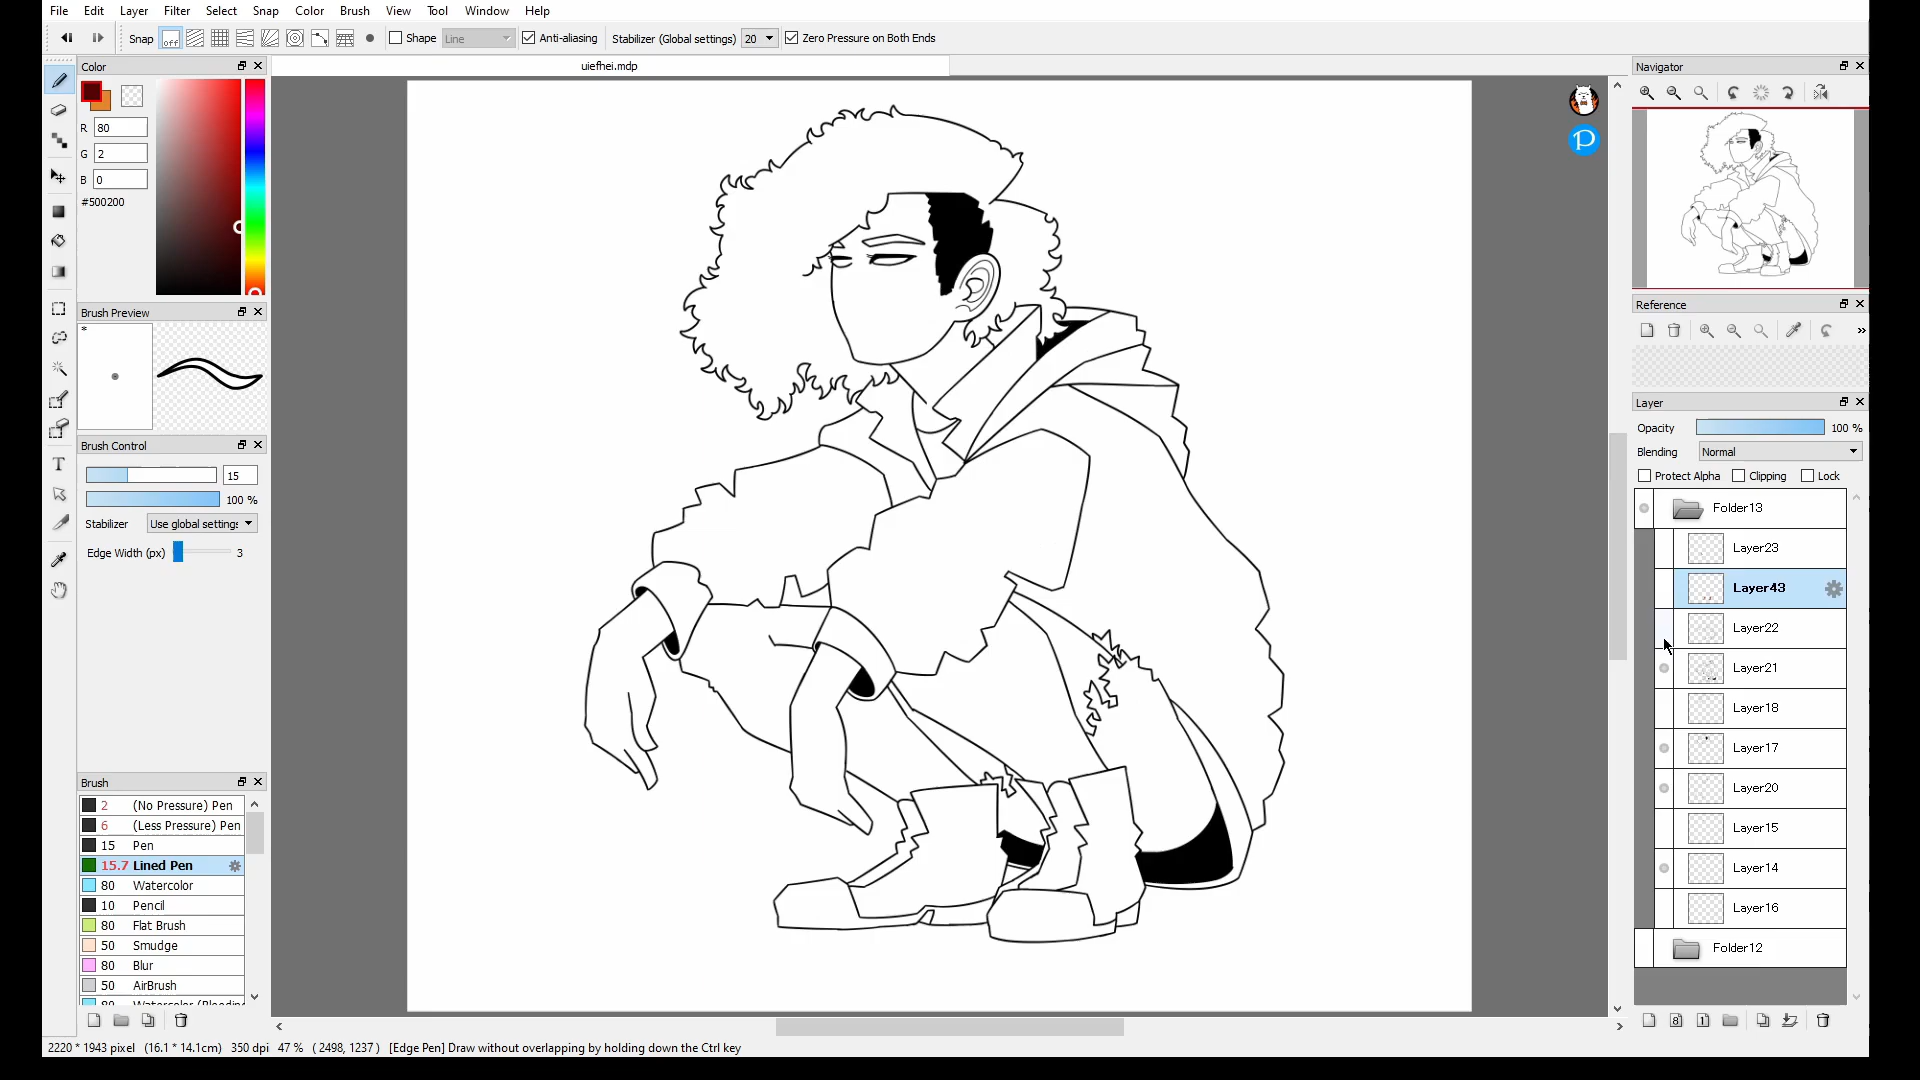 File Edit Layer Filter Select Snap Color Brush View Tool Window Help
Snap off Shape Line Anti-aliasing Stabilizer (Global settings) 20 Zero Pressure on Both Ends
Color
uiefhei.mdp
R 80
G 2
B 0
#500200
Brush Preview
*
Brush Control
15
100 %
Stabilizer Use global settings
Edge Width (px) 3
Brush
2 (No Pressure) Pen
6 (Less Pressure) Pen
15 Pen
15.7 Lined Pen
80 Watercolor
10 Pencil
80 Flat Brush
50 Smudge
80 Blur
50 AirBrush
80 Watercolor (Bleeding
T
P
Navigator
Reference
»
Layer
Opacity 100 %
Blending Normal
Protect Alpha Clipping Lock
Folder13
Layer23
Layer43
Layer22
Layer21
Layer18
Layer17
Layer20
Layer15
Layer14
Layer16
Folder12
8 1
2220 * 1943 pixel (16.1 * 14.1cm) 350 dpi 47 % ( 2498, 1237 ) [Edge Pen] Draw without overlapping by holding down the Ctrl key